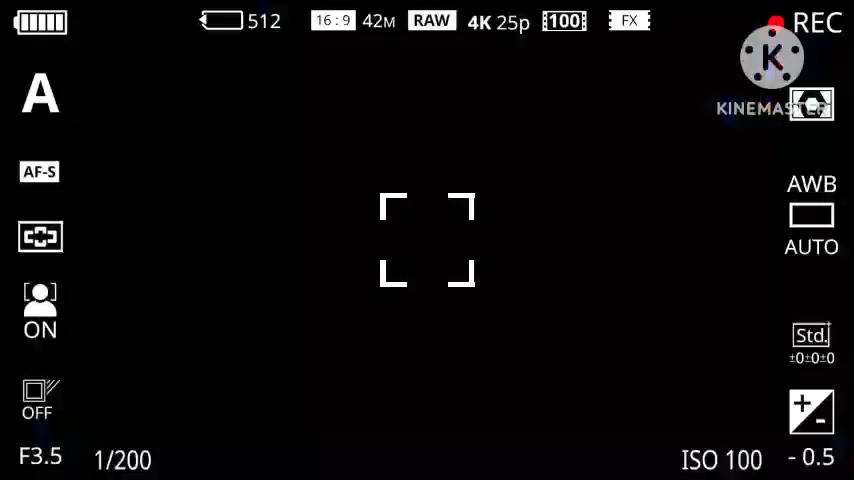 512 16:9 42M RAW 4K 25p 100 FX REC
A
K
KINEMASTER
AF-S
AWB
AUTO
ON
Std.
±0±0±0
OFF
F3.5 1/200 ISO 100 - 0.5